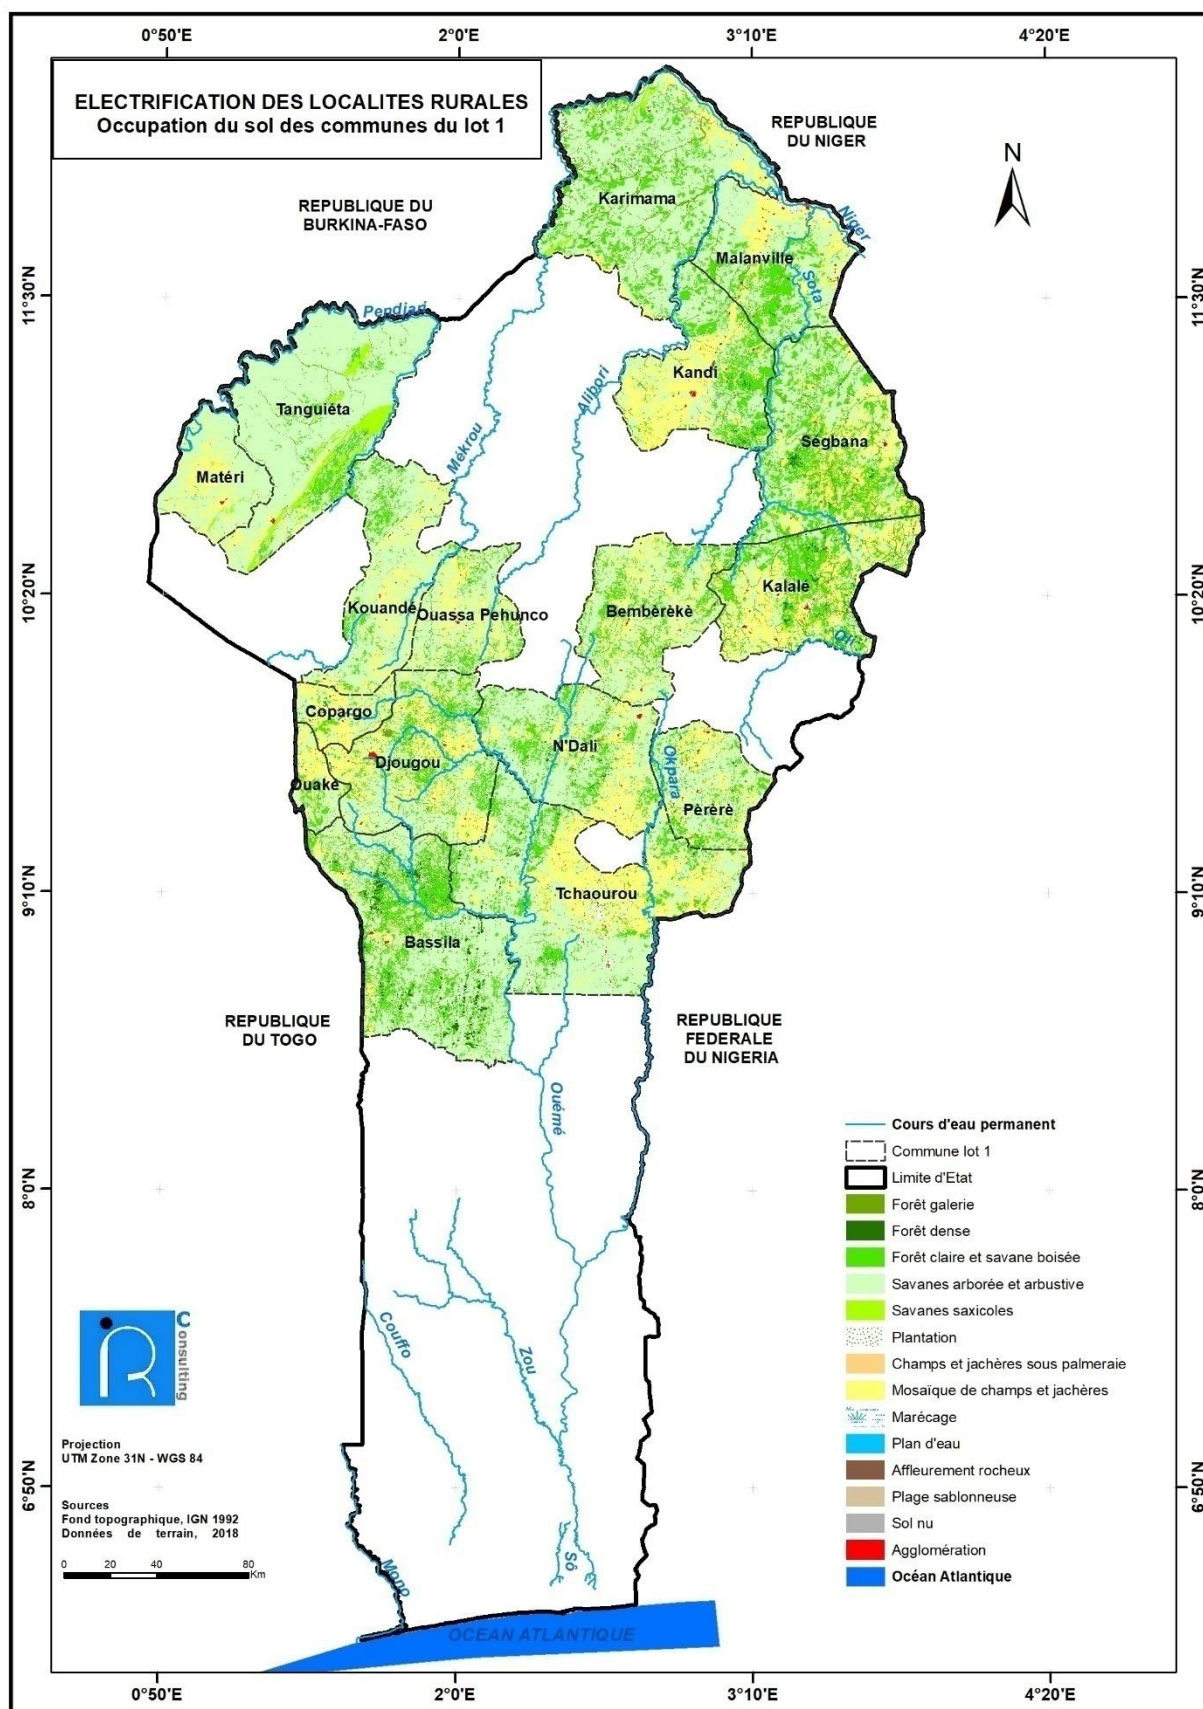 0°50'E 2°0'E 3°10'E 4°20'E
ELECTRIFICATION DES LOCALITES RURALES
Occupation du sol des communes du lot 1
REPUBLIQUE
DU NIGER
N
REPUBLIQUE DU
BURKINA-FASO
Karimama
Niger
Malanville
Sota
11°30'N 11°30'N
Pendjari
Kandi
Alibori
Tanguiéta
Mékrou
Ségbana
Matéri
10°20'N 10°20'N
Kalalé
Kouandé
Ouassa Pehunco
Bembèrèkè
Oli
Copargo
N'Dali
Djougou
Okpara
Ouaké
Pèrèrè
9°10'N 9°10'N
Tchaourou
Bassila
REPUBLIQUE
DU TOGO
REPUBLIQUE
FEDERALE
DU NIGERIA
Ouémé
8°0'N 8°0'N
Couffo
Zou
Sô
Mono
OCEAN ATLANTIQUE
6°50'N 6°50'N
Cours d'eau permanent
Commune lot 1
Limite d'Etat
Forêt galerie
Forêt dense
Forêt claire et savane boisée
Savanes arborée et arbustive
Savanes saxicoles
Plantation
Champs et jachères sous palmeraie
Mosaïque de champs et jachères
Marécage
Plan d'eau
Affleurement rocheux
Plage sablonneuse
Sol nu
Agglomération
Océan Atlantique
iR Consulting
Projection
UTM Zone 31N - WGS 84
Sources
Fond topographique, IGN 1992
Données de terrain, 2018
0 20 40 80
Km
0°50'E 2°0'E 3°10'E 4°20'E